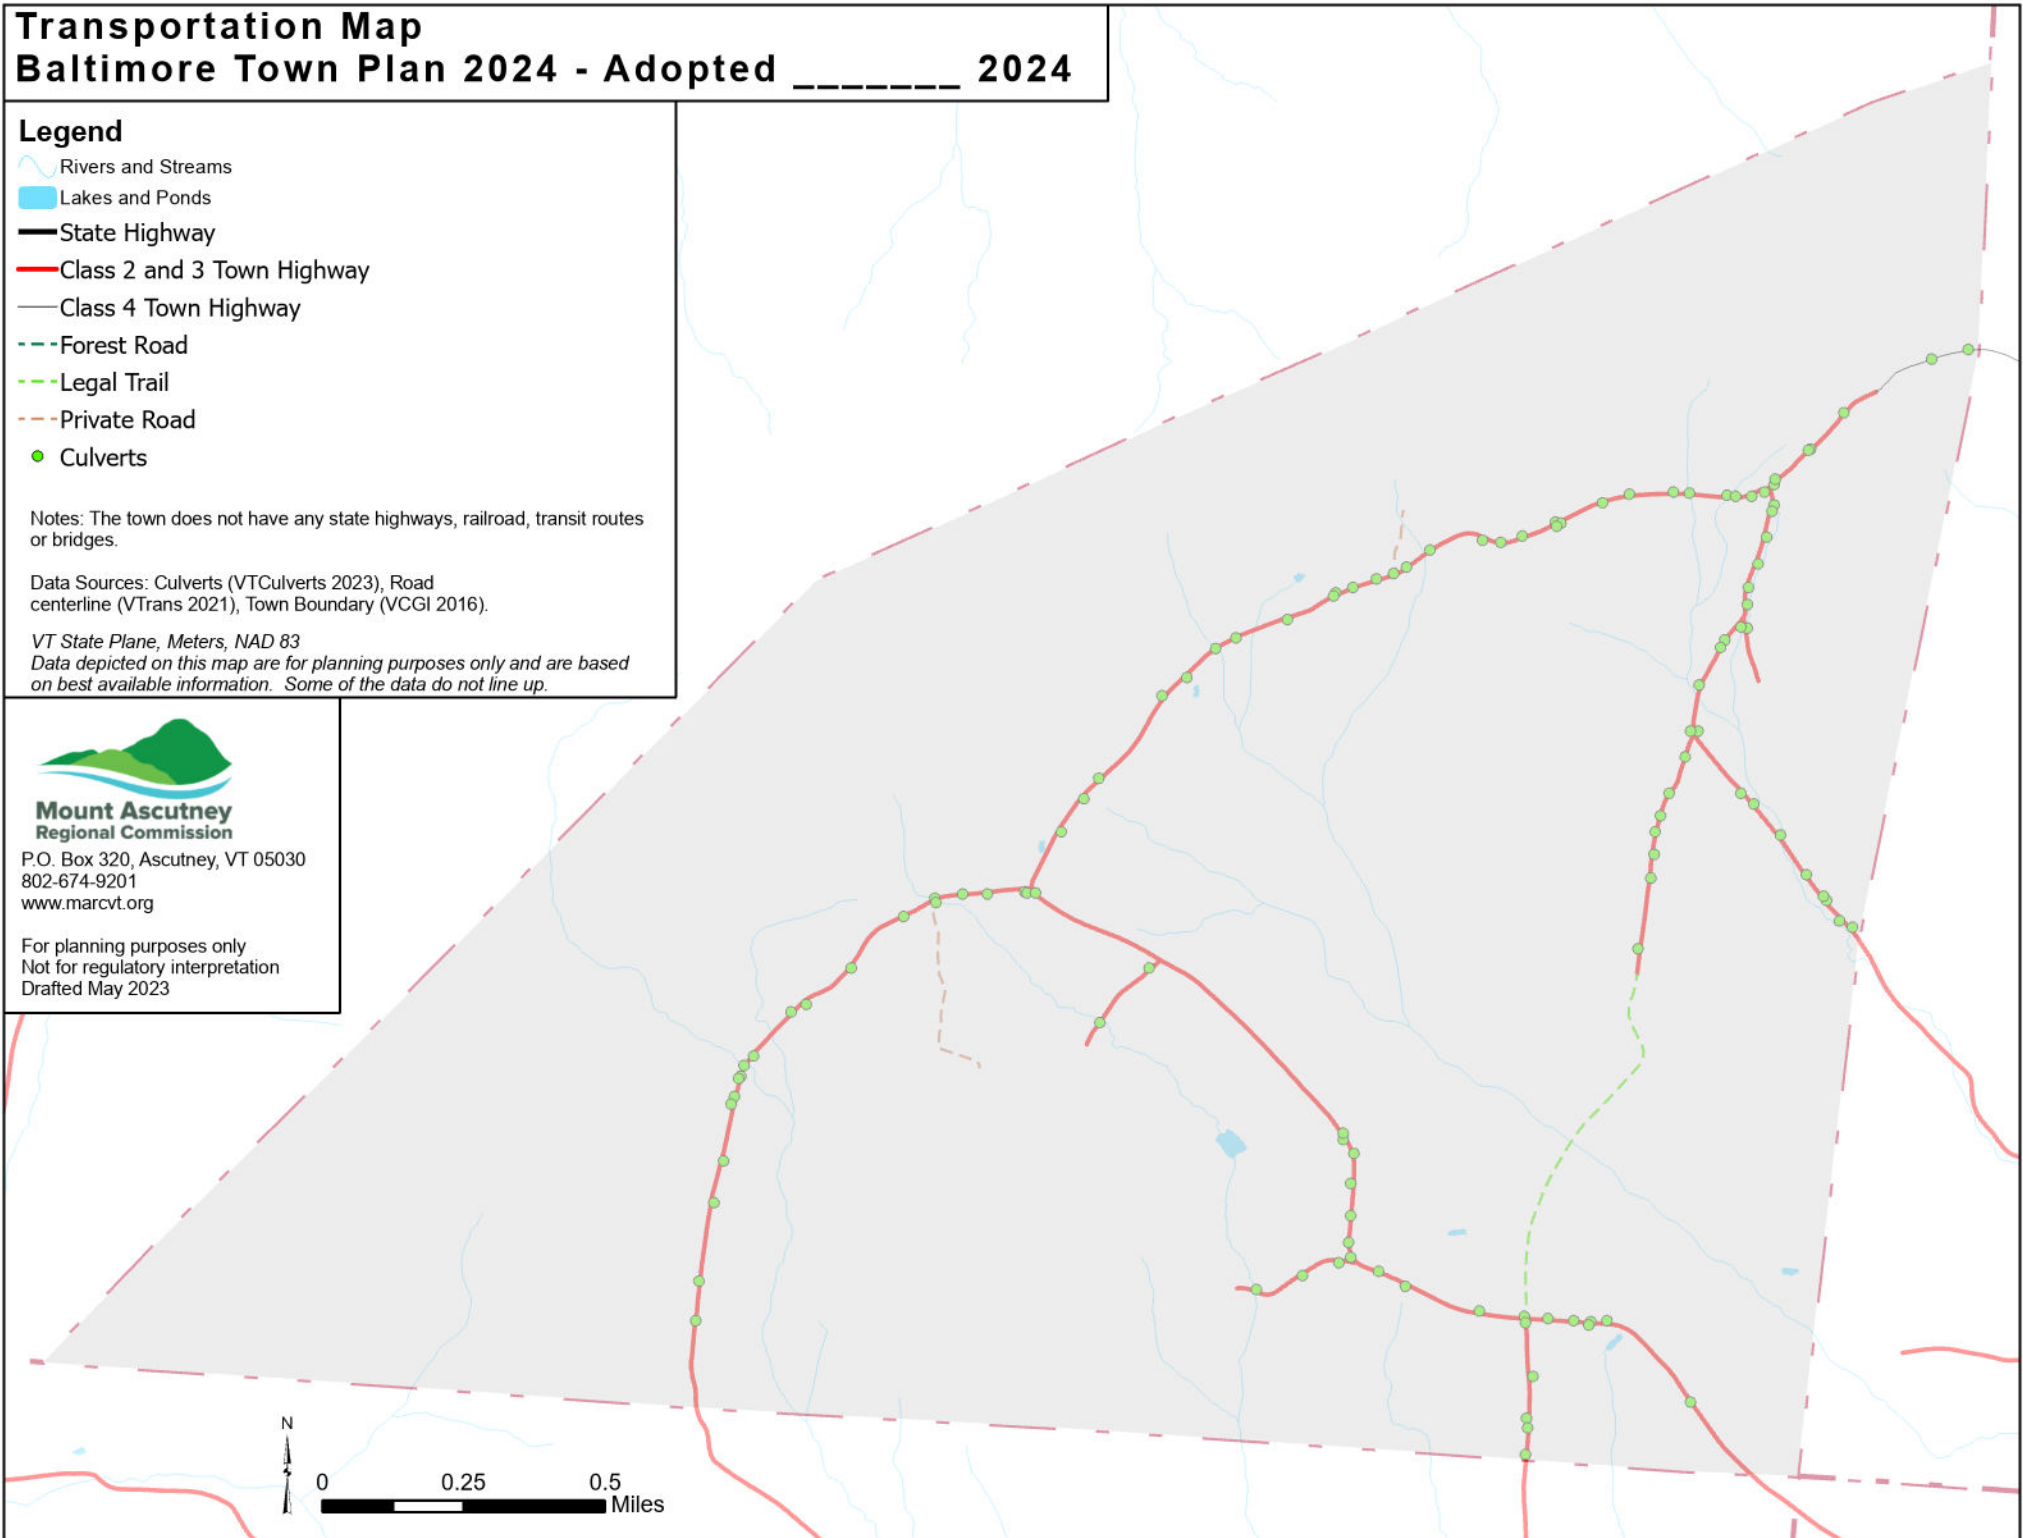 Transportation Map
Baltimore Town Plan 2024 - Adopted _______ 2024
Legend
Rivers and Streams
Lakes and Ponds
State Highway
Class 2 and 3 Town Highway
Class 4 Town Highway
Forest Road
Legal Trail
Private Road
Culverts
Notes: The town does not have any state highways, railroad, transit routes
or bridges.
Data Sources: Culverts (VTCulverts 2023), Road
centerline (VTrans 2021), Town Boundary (VCGI 2016).
VT State Plane, Meters, NAD 83
Data depicted on this map are for planning purposes only and are based
on best available information.  Some of the data do not line up.
Mount Ascutney
Regional Commission
P.O. Box 320, Ascutney, VT 05030
802-674-9201
www.marcvt.org
For planning purposes only
Not for regulatory interpretation
Drafted May 2023
N
0 0.25 0.5
Miles